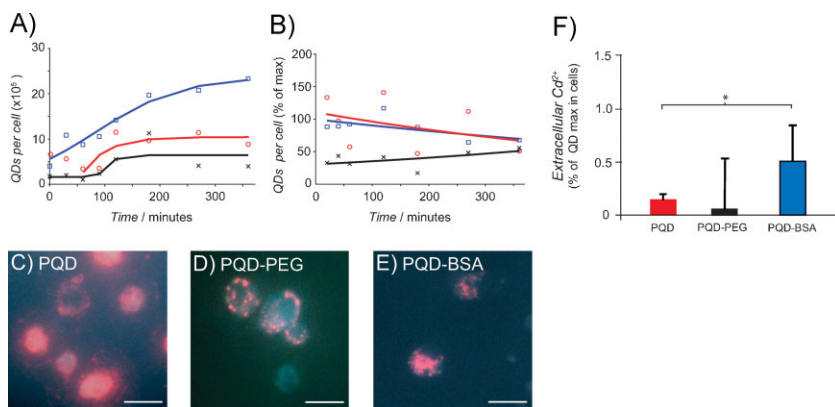 A)
QDs per cell (x10⁵)
25
20
10
0
0 100 200 300
Time / minutes
B)
QDs per cell (% of max)
200
150
100
50
0
0 100 200 300
Time / minutes
F)
Extracellular Cd²⁺
(% of QD max in cells)
1.5
1.0
0.5
0
*
PQD PQD-PEG PQD-BSA
C) PQD
D) PQD-PEG
E) PQD-BSA